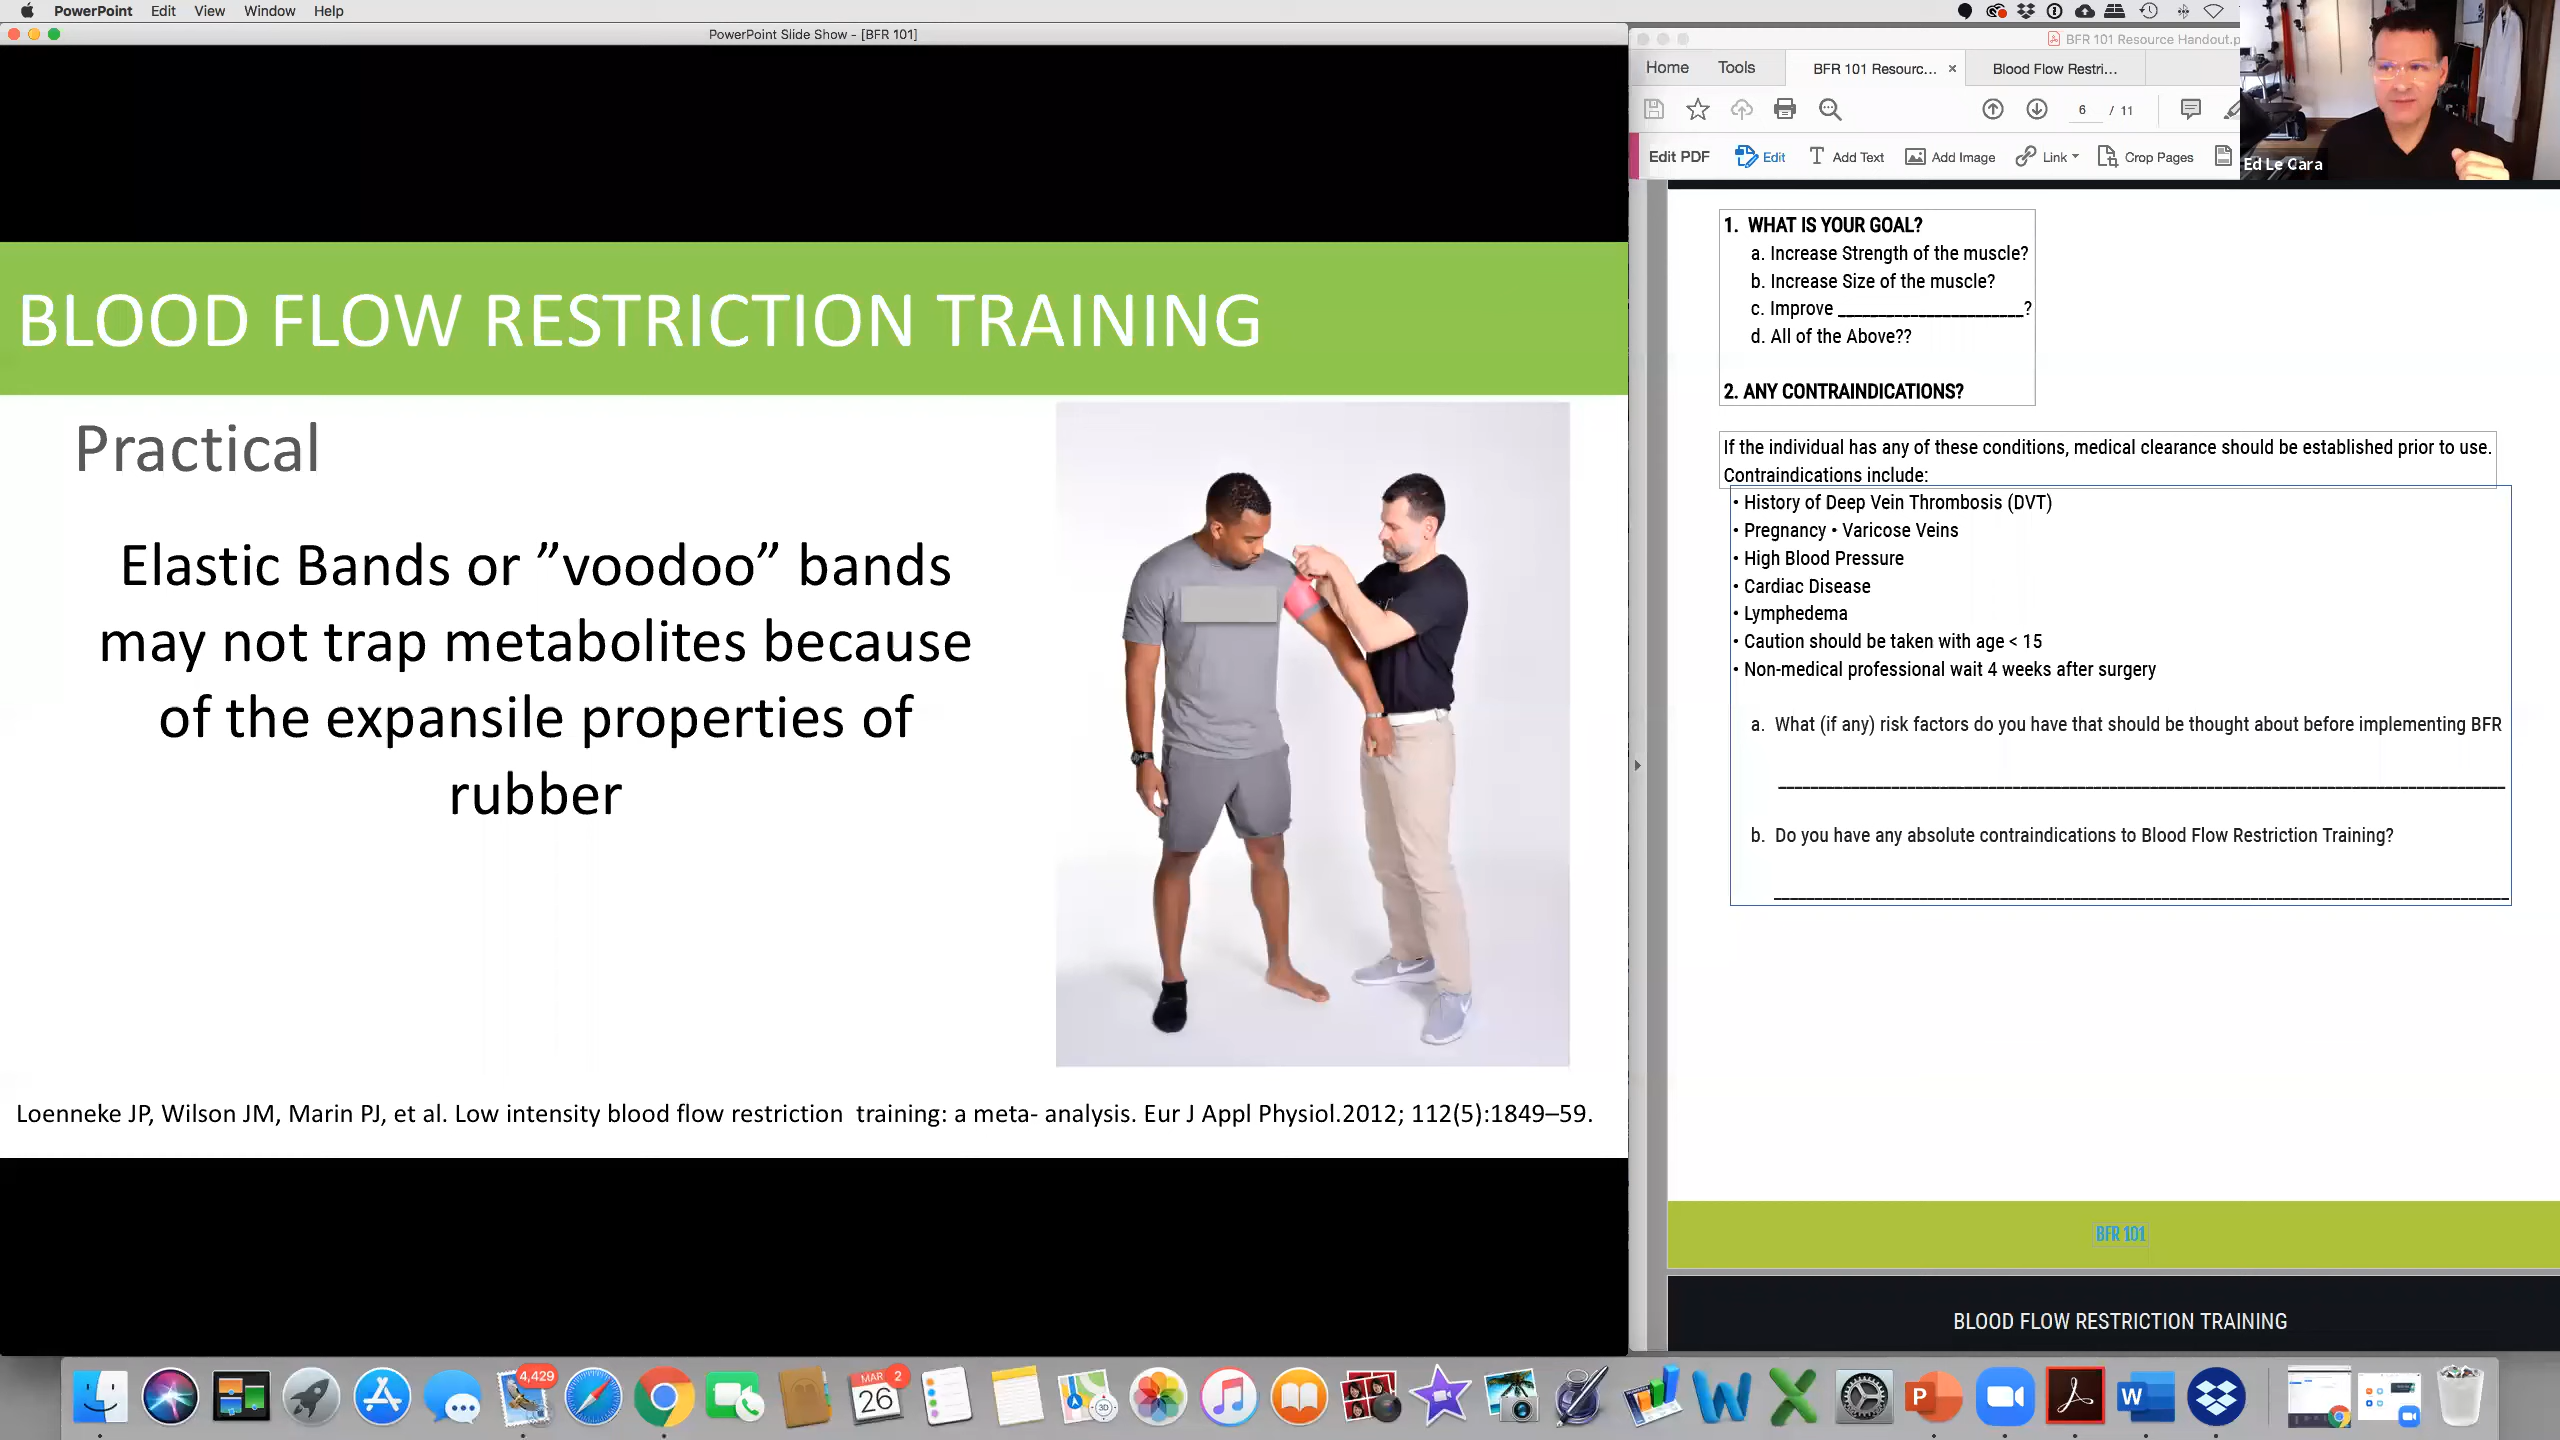 PowerPoint Edit View Window Help
PowerPoint Slide Show - [BFR 101]
BLOOD FLOW RESTRICTION TRAINING
Practical
Elastic Bands or ”voodoo” bands
may not trap metabolites because
of the expansile properties of
rubber
Loenneke JP, Wilson JM, Marin PJ, et al. Low intensity blood flow restriction training: a meta- analysis. Eur J Appl Physiol.2012; 112(5):1849–59.
BFR 101 Resource Handout.p
Home Tools BFR 101 Resourc... × Blood Flow Restri...
6 / 11
Edit PDF Edit Add Text Add Image Link Crop Pages
Ed Le Cara
1. WHAT IS YOUR GOAL?
a. Increase Strength of the muscle?
b. Increase Size of the muscle?
c. Improve ______________________?
d. All of the Above??
2. ANY CONTRAINDICATIONS?
If the individual has any of these conditions, medical clearance should be established prior to use.
Contraindications include:
• History of Deep Vein Thrombosis (DVT)
• Pregnancy • Varicose Veins
• High Blood Pressure
• Cardiac Disease
• Lymphedema
• Caution should be taken with age < 15
• Non-medical professional wait 4 weeks after surgery
a. What (if any) risk factors do you have that should be thought about before implementing BFR
b. Do you have any absolute contraindications to Blood Flow Restriction Training?
BFR 101
BLOOD FLOW RESTRICTION TRAINING
4,429
MAR 2
26
3D
P
W